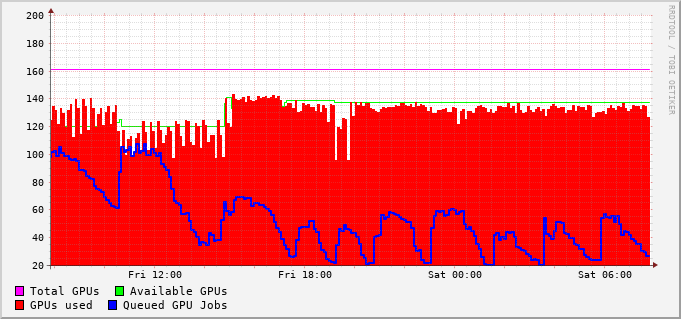 200
180
160
140
120
100
80
60
40
20
Fri 12:00 Fri 18:00 Sat 00:00 Sat 06:00
Total GPUs Available GPUs
GPUs used Queued GPU Jobs
RRDTOOL / TOBI OETIKER